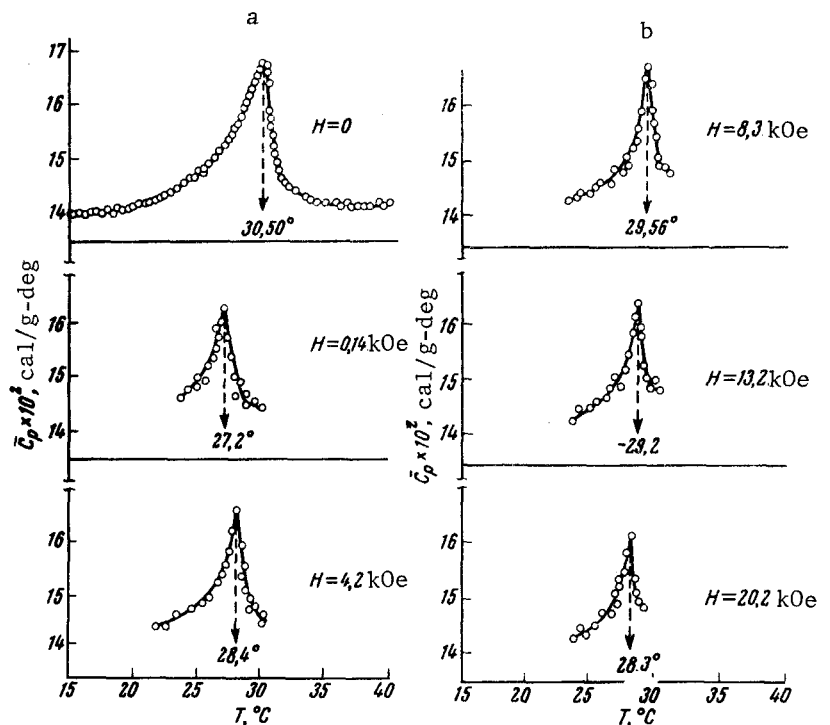 a
17
16
15
14
H=0
30,50°
16
15
14
H=0,14 kOe
27,2°
16
15
14
H=4,2 kOe
28,4°
15 20 25 30 35 40
T, °C
C̄p×10², cal/g-deg
b
16
15
14
H=8,3 kOe
29,56°
16
15
14
H=13,2 kOe
-29,2
16
15
14
H=20,2 kOe
28.3°
15 20 25 30 35 40
T, °C
C̄p×10², cal/g-deg